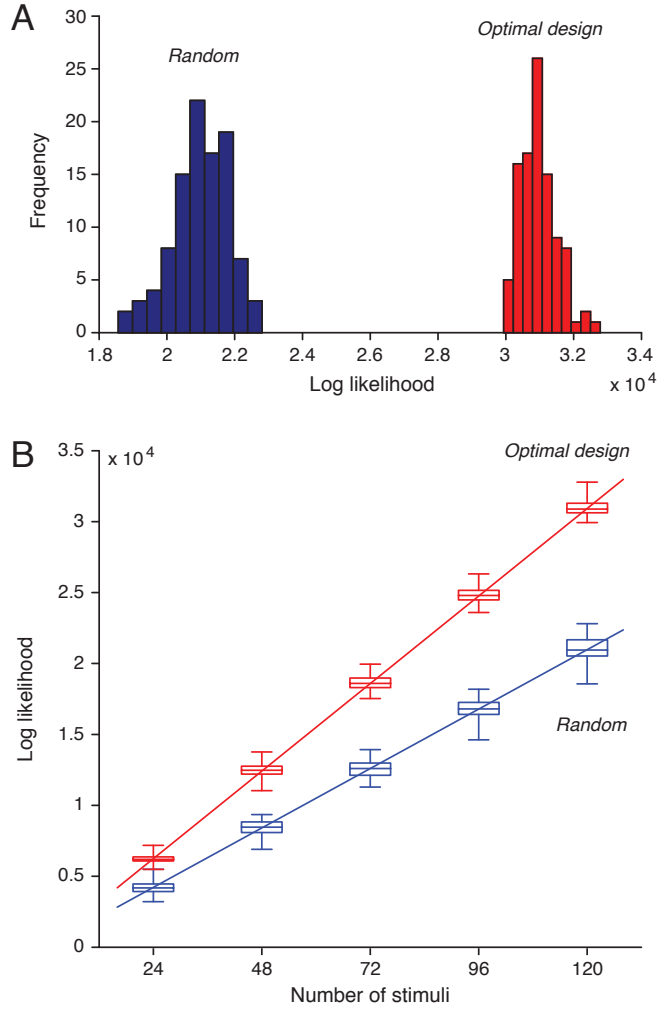 A
30
25
20
15
10
5
0
Frequency
Random
Optimal design
1.8 2 2.2 2.4 2.6 2.8 3 3.2 3.4
Log likelihood
x 10^4
B
3.5
3
2.5
2
1.5
1
0.5
0
x 10^4
Log likelihood
Optimal design
Random
24 48 72 96 120
Number of stimuli